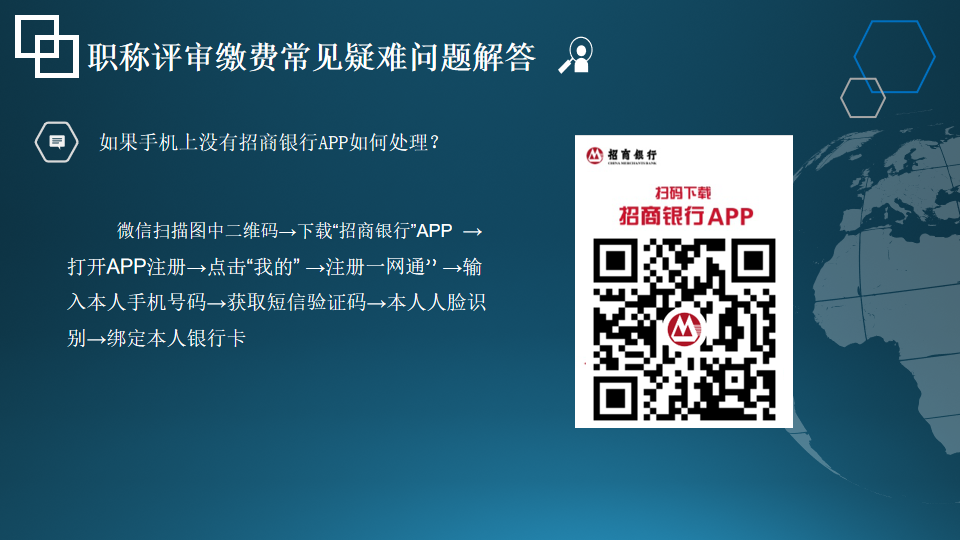 职称评审缴费常见疑难问题解答
如果手机上没有招商银行APP如何处理？
微信扫描图中二维码→下载“招商银行”APP →
打开APP注册→点击“我的” →注册一网通” →输
入本人手机号码→获取短信验证码→本人人脸识
别→绑定本人银行卡
招商银行
CHINA MERCHANTS BANK
扫码下载
招商银行APP